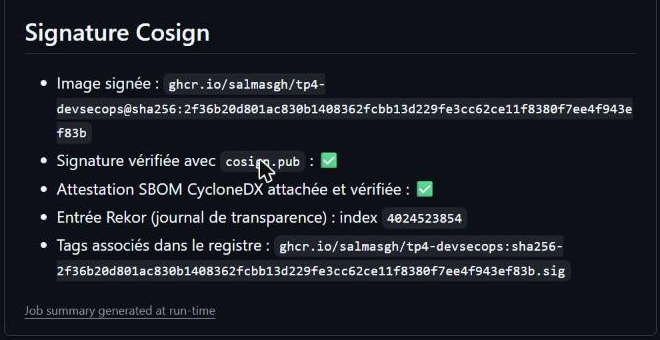 Signature Cosign
Image signée : ghcr.io/salmasgh/tp4-
devsecops@sha256:2f36b20d801ac830b1408362fcbb13d229fe3cc62ce11f8380f7ee4f943e
f83b
Signature vérifiée avec cosign.pub : ✅
Attestation SBOM CycloneDX attachée et vérifiée : ✅
Entrée Rekor (journal de transparence) : index 4024523854
Tags associés dans le registre : ghcr.io/salmasgh/tp4-devsecops:sha256-
2f36b20d801ac830b1408362fcbb13d229fe3cc62ce11f8380f7ee4f943ef83b.sig
Job summary generated at run-time